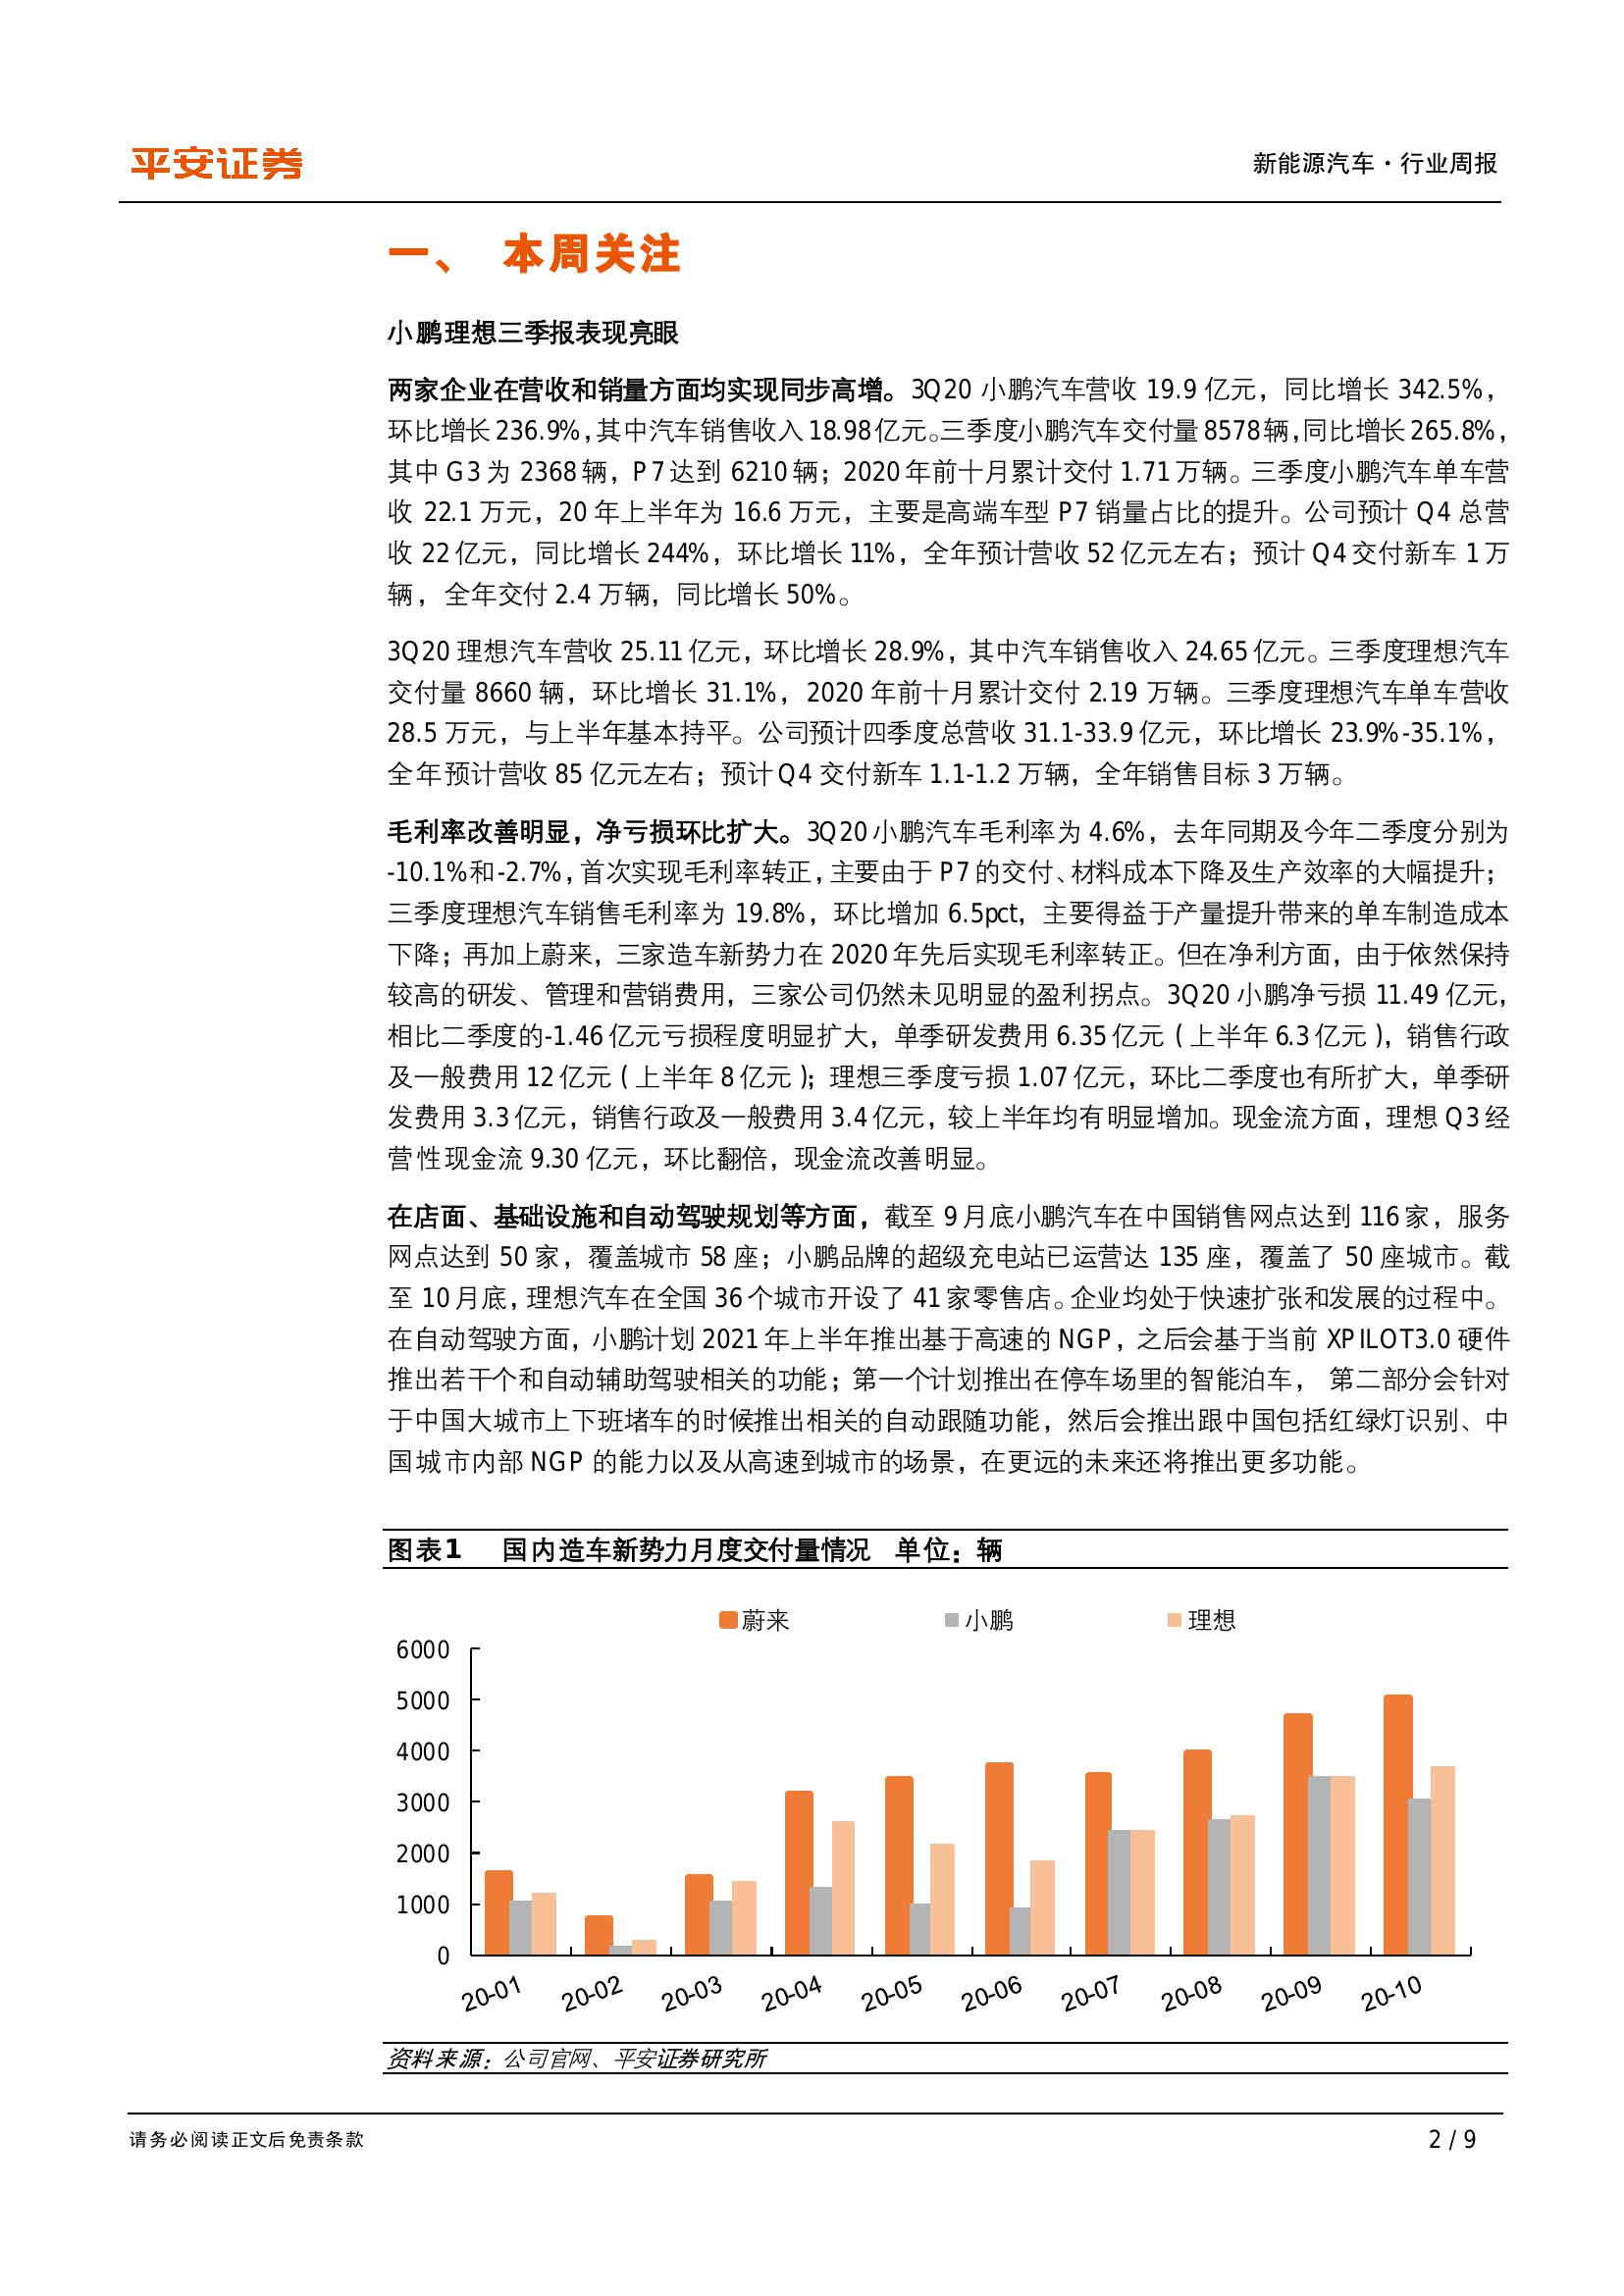 平安证券
新能源汽车·行业周报
一、 本周关注
小鹏理想三季报表现亮眼
两家企业在营收和销量方面均实现同步高增。3Q20 小鹏汽车营收 19.9 亿元，同比增长 342.5%，
环比增长 236.9%，其中汽车销售收入 18.98 亿元。三季度小鹏汽车交付量 8578 辆，同比增长 265.8%，
其中 G3 为 2368 辆，P7 达到 6210 辆；2020 年前十月累计交付 1.71 万辆。三季度小鹏汽车单车营
收 22.1 万元，20 年上半年为 16.6 万元，主要是高端车型 P7 销量占比的提升。公司预计 Q4 总营
收 22 亿元，同比增长 244%，环比增长 11%，全年预计营收 52 亿元左右；预计 Q4 交付新车 1 万
辆，全年交付 2.4 万辆，同比增长 50%。
3Q20 理想汽车营收 25.11 亿元，环比增长 28.9%，其中汽车销售收入 24.65 亿元。三季度理想汽车
交付量 8660 辆，环比增长 31.1%，2020 年前十月累计交付 2.19 万辆。三季度理想汽车单车营收
28.5 万元，与上半年基本持平。公司预计四季度总营收 31.1-33.9 亿元，环比增长 23.9%-35.1%，
全年预计营收 85 亿元左右；预计 Q4 交付新车 1.1-1.2 万辆，全年销售目标 3 万辆。
毛利率改善明显，净亏损环比扩大。3Q20 小鹏汽车毛利率为 4.6%，去年同期及今年二季度分别为
-10.1%和-2.7%，首次实现毛利率转正，主要由于 P7 的交付、材料成本下降及生产效率的大幅提升；
三季度理想汽车销售毛利率为 19.8%，环比增加 6.5pct，主要得益于产量提升带来的单车制造成本
下降；再加上蔚来，三家造车新势力在 2020 年先后实现毛利率转正。但在净利方面，由于依然保持
较高的研发、管理和营销费用，三家公司仍然未见明显的盈利拐点。3Q20 小鹏净亏损 11.49 亿元，
相比二季度的-1.46 亿元亏损程度明显扩大，单季研发费用 6.35 亿元（上半年 6.3 亿元），销售行政
及一般费用 12 亿元（上半年 8 亿元）；理想三季度亏损 1.07 亿元，环比二季度也有所扩大，单季研
发费用 3.3 亿元，销售行政及一般费用 3.4 亿元，较上半年均有明显增加。现金流方面，理想 Q3 经
营性现金流 9.30 亿元，环比翻倍，现金流改善明显。
在店面、基础设施和自动驾驶规划等方面，截至 9 月底小鹏汽车在中国销售网点达到 116 家，服务
网点达到 50 家，覆盖城市 58 座；小鹏品牌的超级充电站已运营达 135 座，覆盖了 50 座城市。截
至 10 月底，理想汽车在全国 36 个城市开设了 41 家零售店。企业均处于快速扩张和发展的过程中。
在自动驾驶方面，小鹏计划 2021 年上半年推出基于高速的 NGP，之后会基于当前 XPILOT3.0 硬件
推出若干个和自动辅助驾驶相关的功能；第一个计划推出在停车场里的智能泊车， 第二部分会针对
于中国大城市上下班堵车的时候推出相关的自动跟随功能，然后会推出跟中国包括红绿灯识别、中
国城市内部 NGP 的能力以及从高速到城市的场景，在更远的未来还将推出更多功能。
图表1 国内造车新势力月度交付量情况 单位：辆
蔚来 小鹏 理想
6000
5000
4000
3000
2000
1000
0
20-01 20-02 20-03 20-04 20-05 20-06 20-07 20-08 20-09 20-10
资料来源：公司官网、平安证券研究所
请务必阅读正文后免责条款
2 / 9